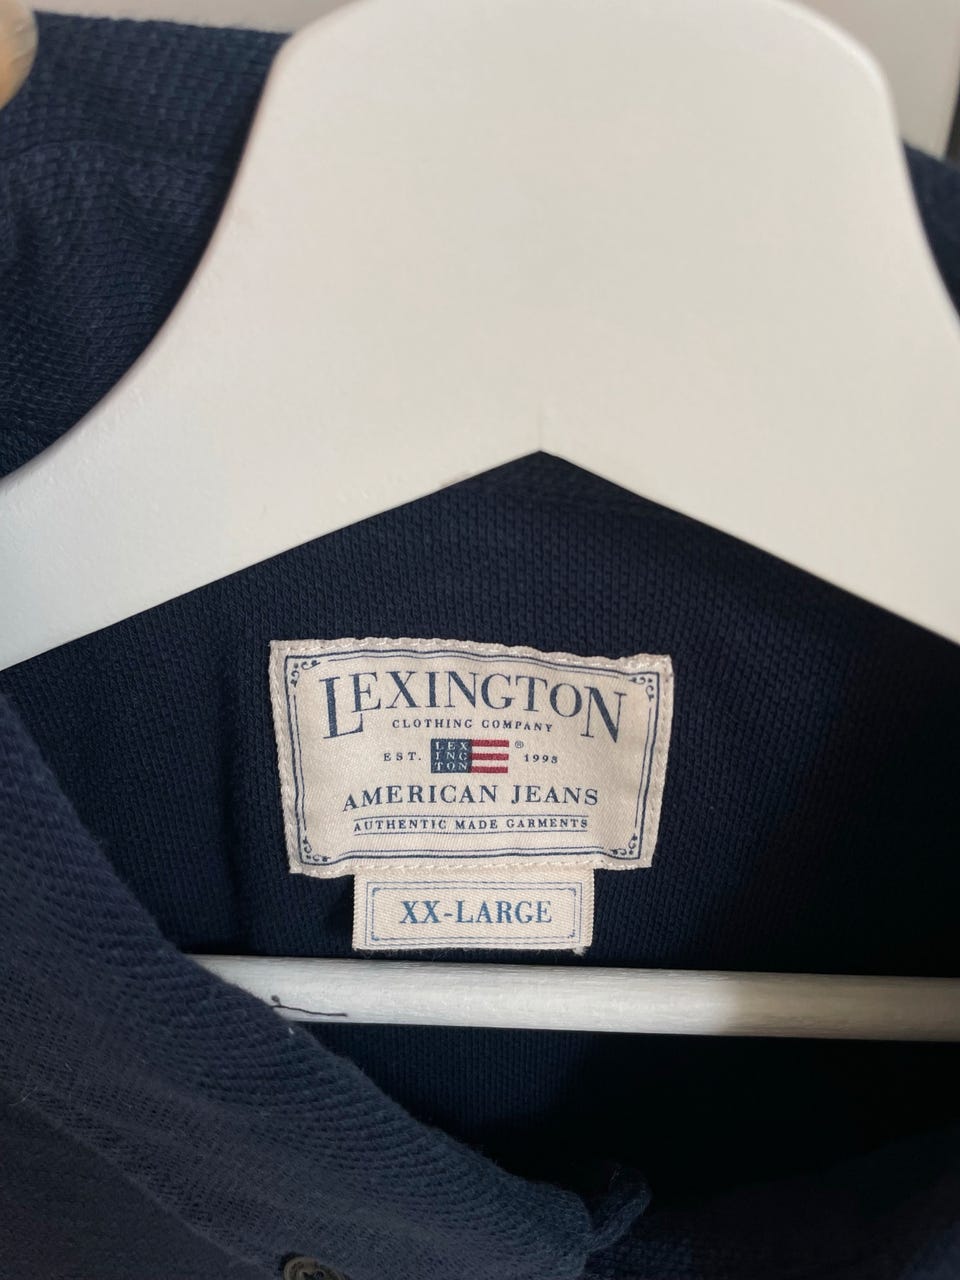 LEXINGTON
CLOTHING COMPANY
EST. LEX ING TON ® 1998
AMERICAN JEANS
AUTHENTIC MADE GARMENTS
XX-LARGE